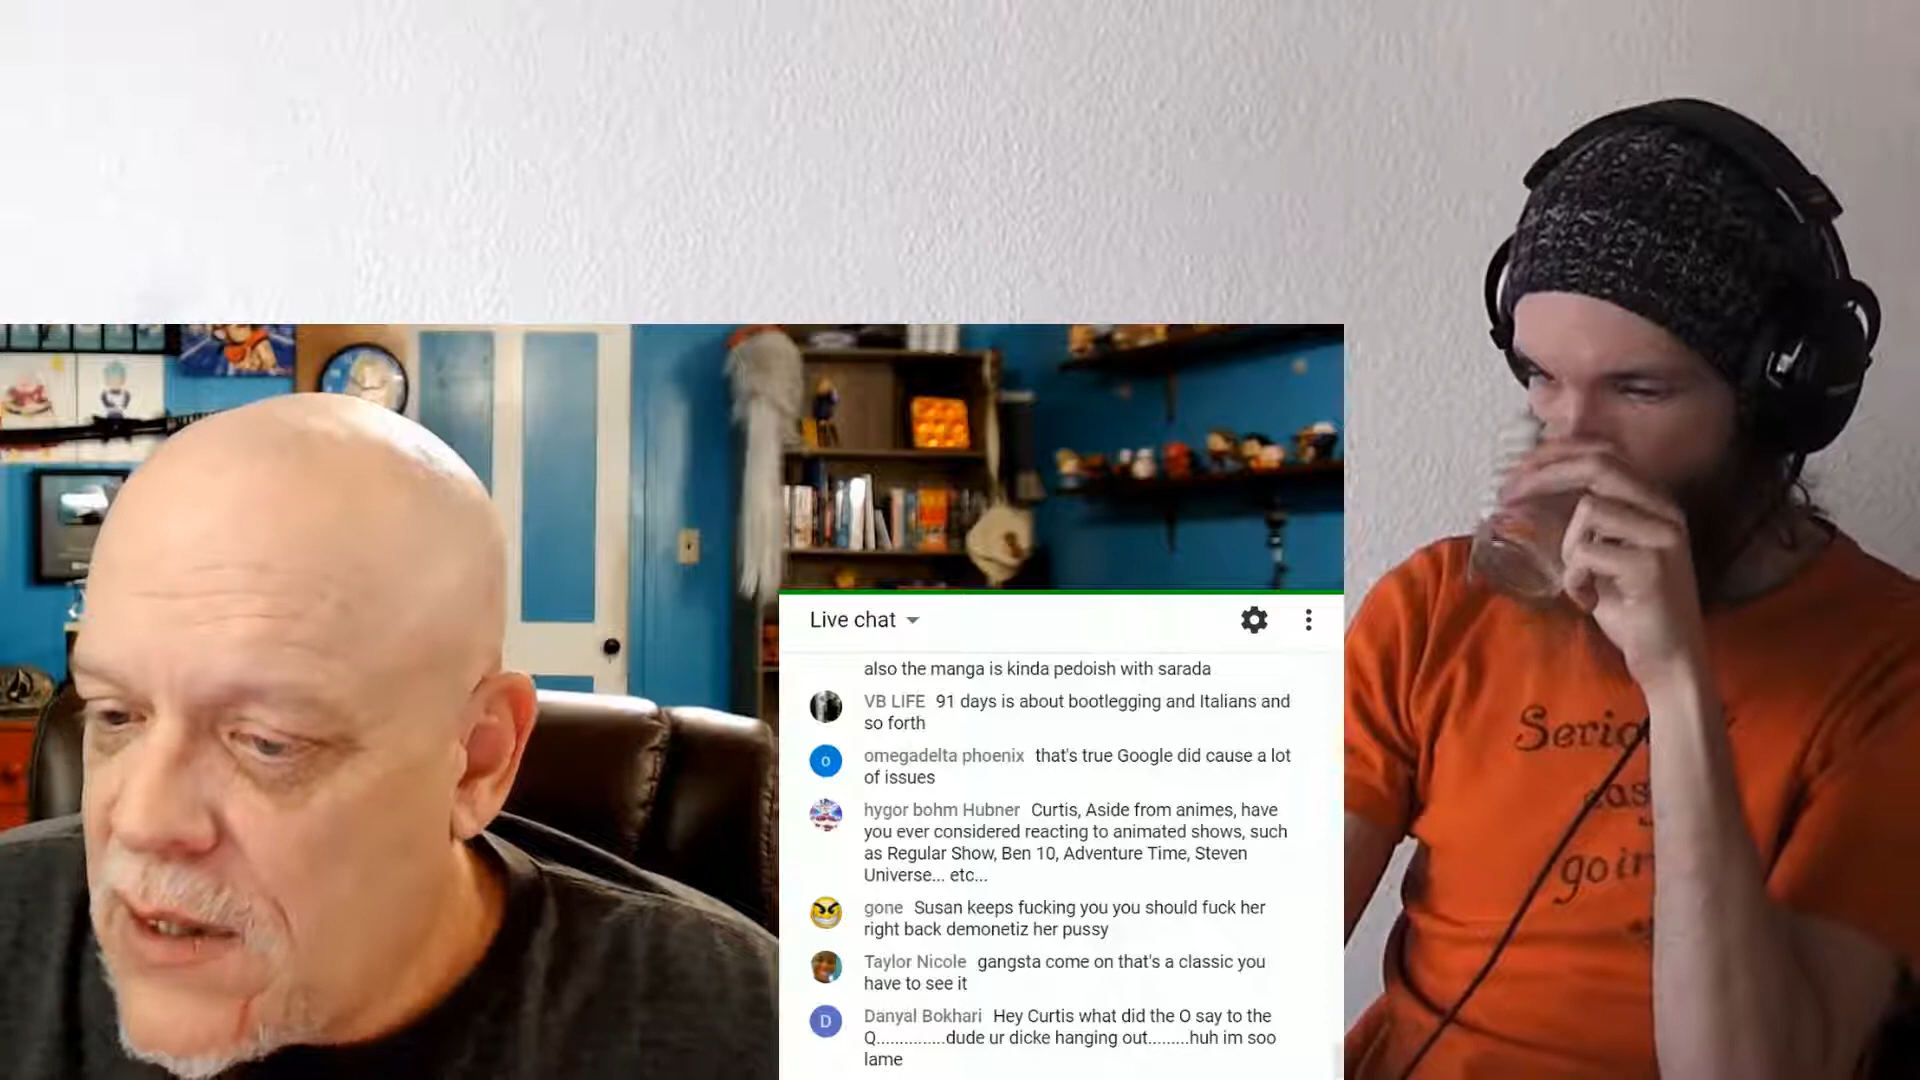 Live chat
also the manga is kinda pedoish with sarada
VB LIFE 91 days is about bootlegging and Italians and
so forth
omegadelta phoenix that's true Google did cause a lot
of issues
hygor bohm Hubner Curtis, Aside from animes, have
you ever considered reacting to animated shows, such
as Regular Show, Ben 10, Adventure Time, Steven
Universe... etc...
gone Susan keeps fucking you you should fuck her
right back demonetiz her pussy
Taylor Nicole gangsta come on that's a classic you
have to see it
D
Danyal Bokhari Hey Curtis what did the O say to the
Q...............dude ur dicke hanging out.........huh im soo
lame